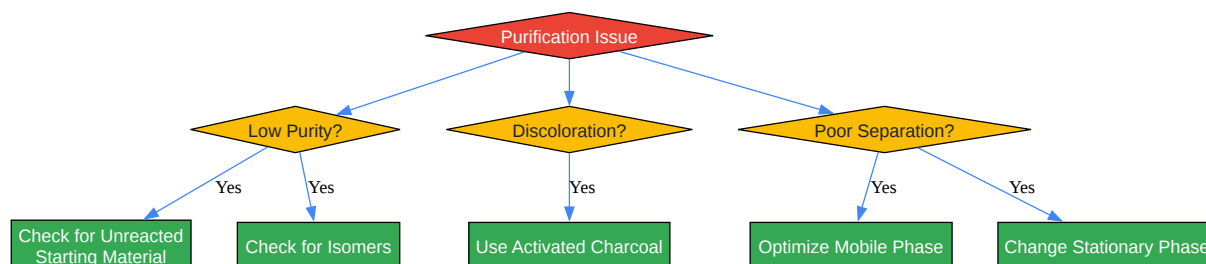 Purification Issue
Low Purity?
Discoloration?
Poor Separation?
Yes
Yes
Yes
Yes
Yes
Check for Unreacted
Starting Material
Check for Isomers
Use Activated Charcoal
Optimize Mobile Phase
Change Stationary Phase